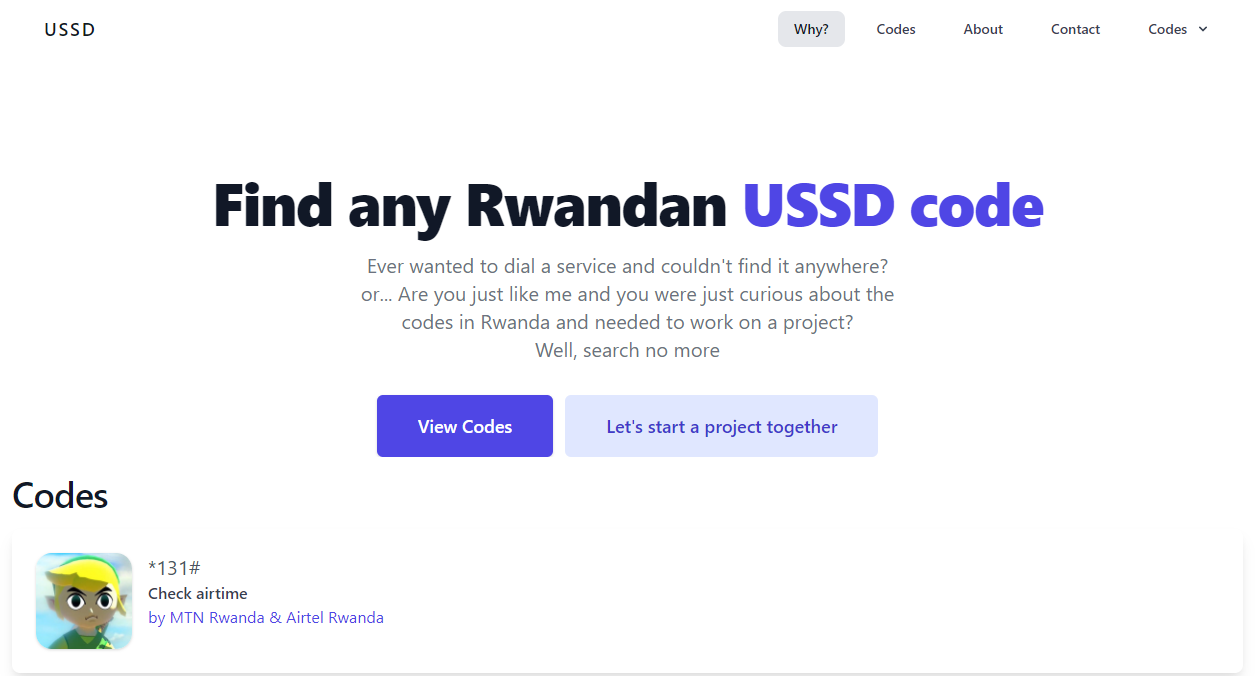 USSD
Why?
Codes
About
Contact
Codes
Find any Rwandan USSD code
Ever wanted to dial a service and couldn't find it anywhere?
or... Are you just like me and you were just curious about the
codes in Rwanda and needed to work on a project?
Well, search no more
View Codes
Let's start a project together
Codes
*131#
Check airtime
by MTN Rwanda & Airtel Rwanda